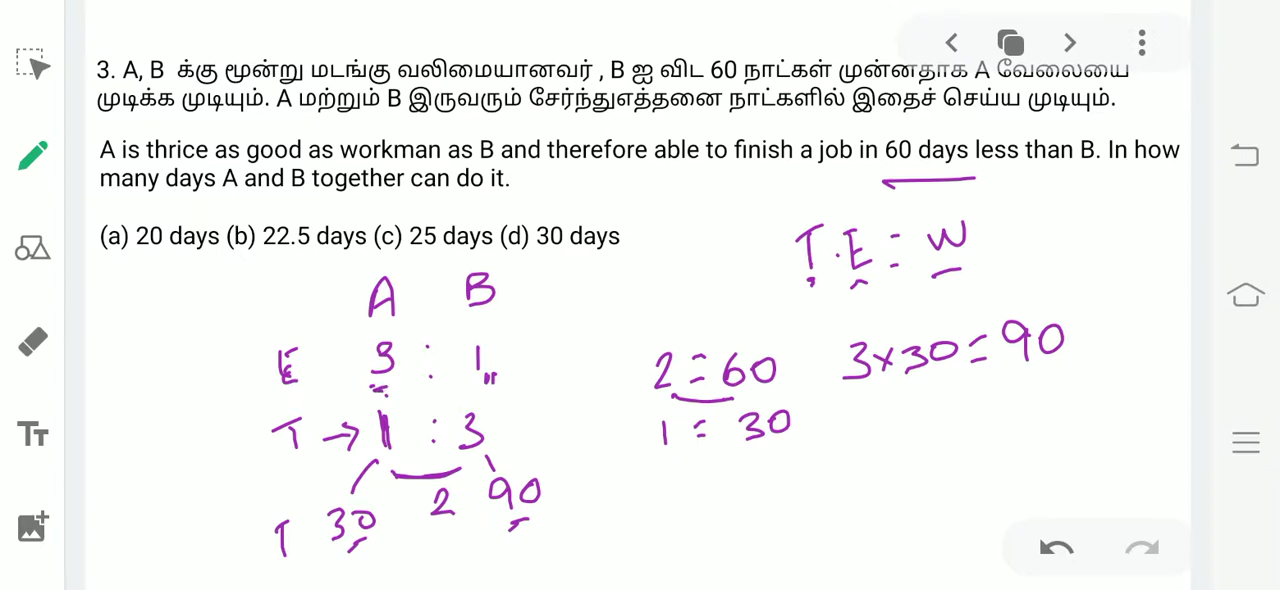 3. A, B க்கு மூன்று மடங்கு வலிமையானவர் , B ஐ விட 60 நாட்கள் முன்னதாக A வேலையை
முடிக்க முடியும். A மற்றும் B இருவரும் சேர்ந்துஎத்தனை நாட்களில் இதைச் செய்ய முடியும்.
A is thrice as good as workman as B and therefore able to finish a job in 60 days less than B. In how
many days A and B together can do it.
(a) 20 days (b) 22.5 days (c) 25 days (d) 30 days
T.E = W
A B
E 3 : 1
2 = 60 3x30=90
T → 1 : 3
1 = 30
2 90
T 30
Tт